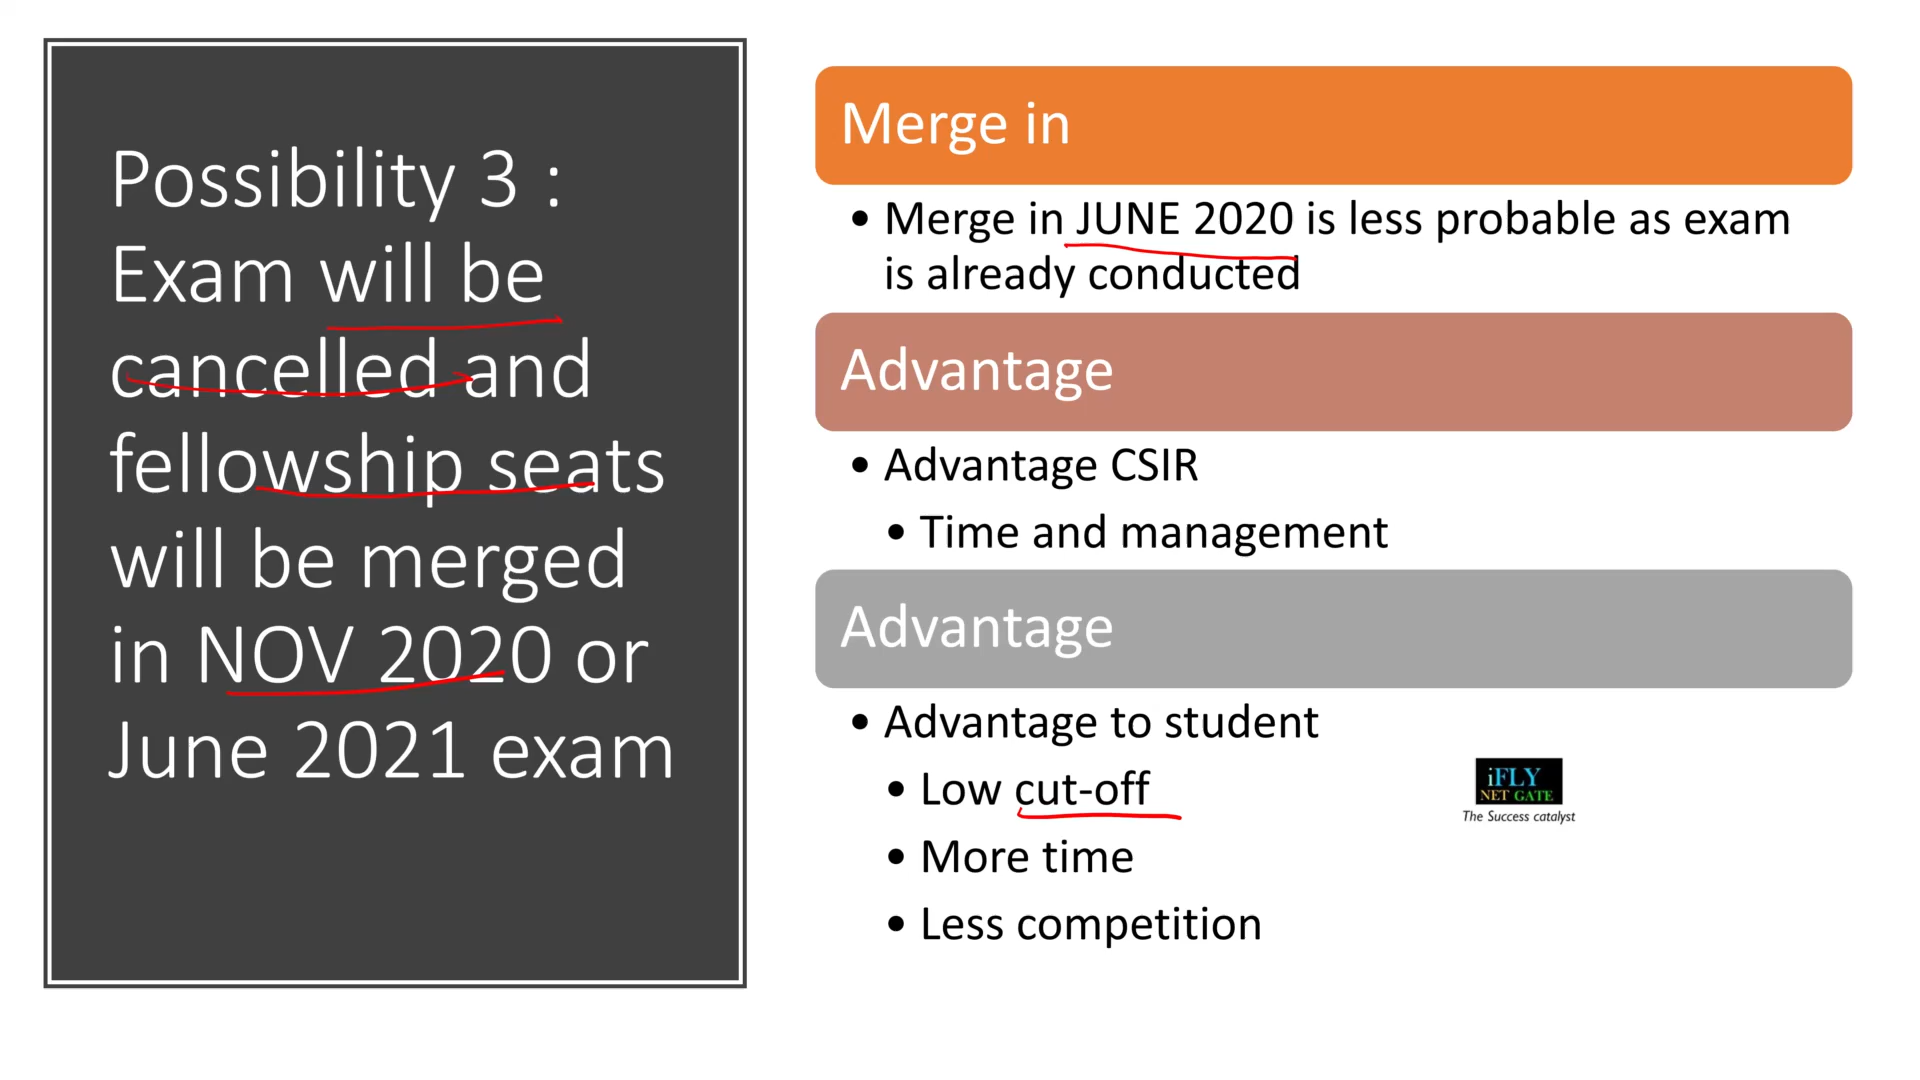 Possibility 3 :
Exam will be
cancelled and
fellowship seats
will be merged
in NOV 2020 or
June 2021 exam
Merge in
• Merge in JUNE 2020 is less probable as exam
is already conducted
Advantage
• Advantage CSIR
• Time and management
Advantage
• Advantage to student
• Low cut-off
• More time
• Less competition
iFLY
NET GATE
The Success catalyst